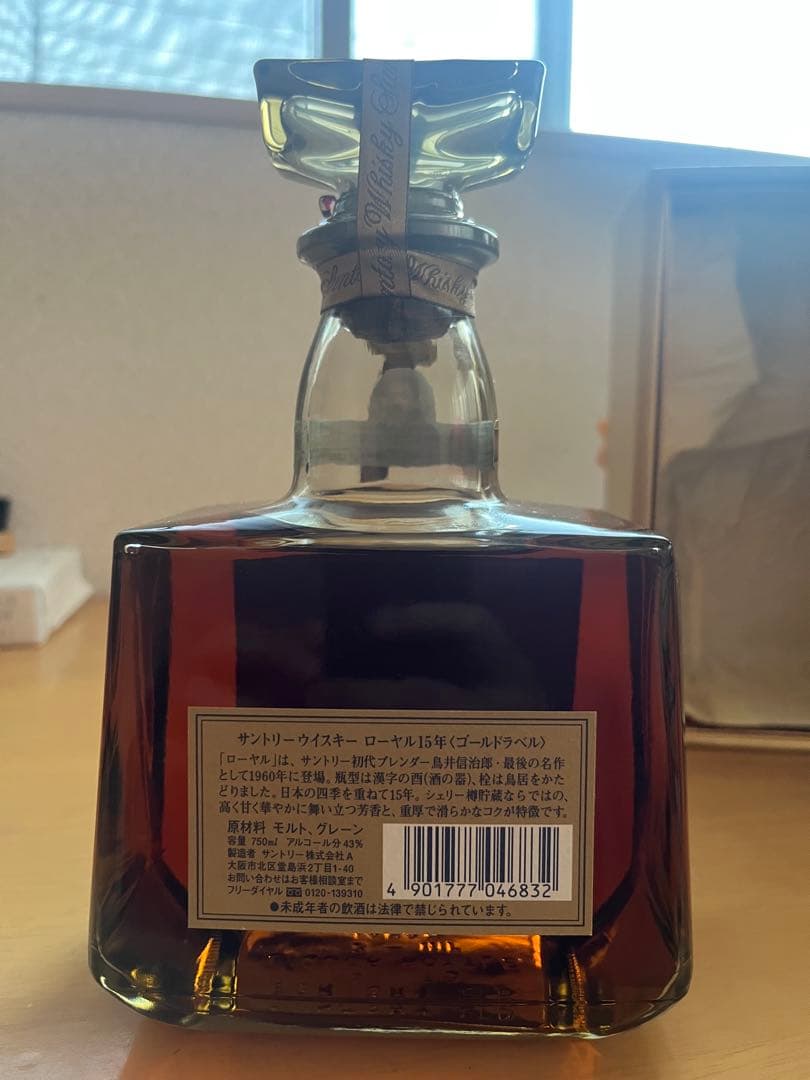 Suntory Whisky
Whisky
サントリーウイスキー ローヤル15年〈ゴールドラベル〉
「ローヤル」は、サントリー初代ブレンダー鳥井信治郎・最後の名作
として1960年に登場。瓶型は漢字の酉(酒の器)、栓は鳥居をかた
どりました。日本の四季を重ねて15年。シェリー樽貯蔵ならではの、
高く甘く華やかに舞い立つ芳香と、重厚で滑らかなコクが特徴です。
原材料 モルト、グレーン
容量 750ml アルコール分 43%
製造者 サントリー株式会社 A
大阪市北区堂島浜2丁目1-40
お問い合わせはお客様相談室まで
フリーダイヤル 0120-139310
4 901777 046832
●未成年者の飲酒は法律で禁じられています。